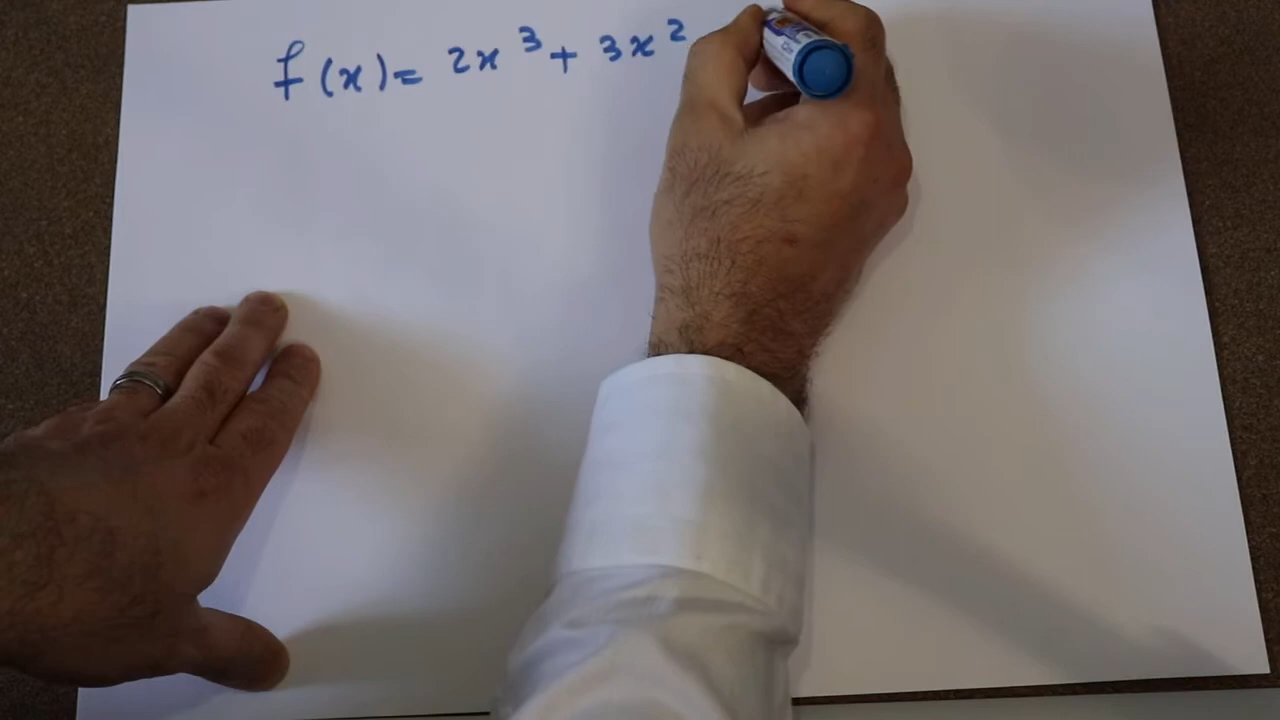 f(x)= 2x³+ 3x²